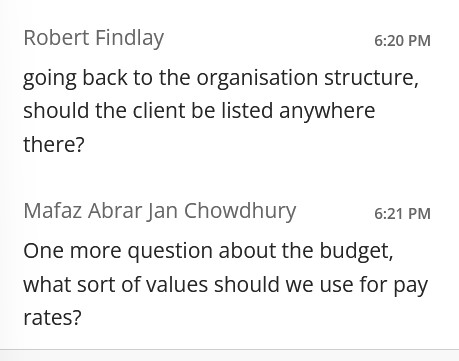 Robert Findlay 6:20 PM
going back to the organisation structure,
should the client be listed anywhere
there?
Mafaz Abrar Jan Chowdhury 6:21 PM
One more question about the budget,
what sort of values should we use for pay
rates?